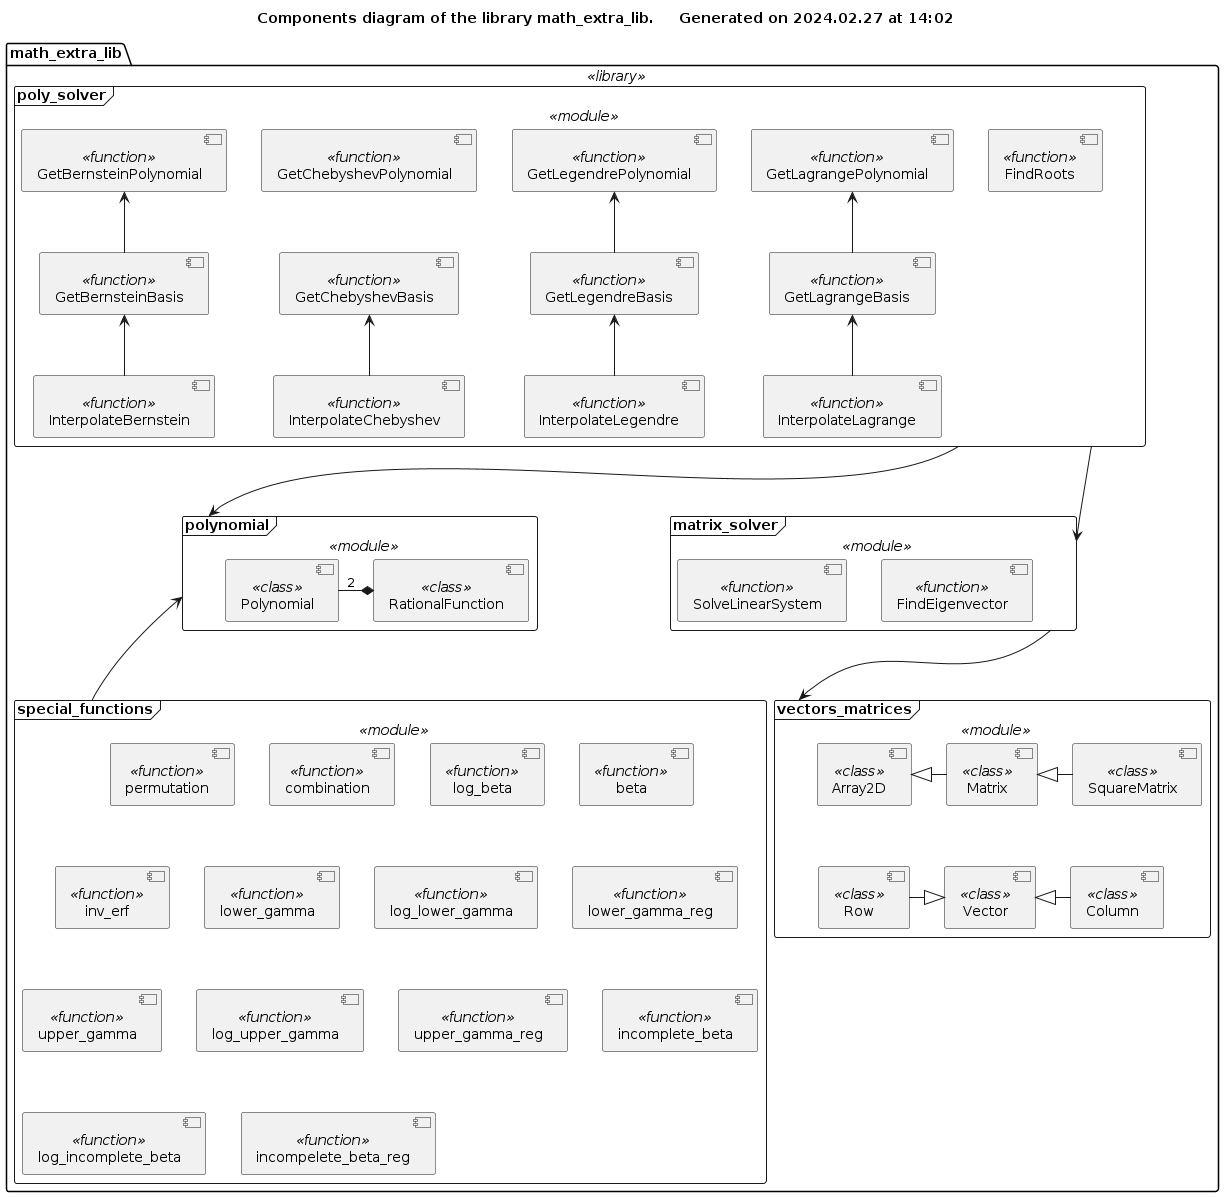 Components diagram of the library math_extra_lib. Generated on 2024.02.27 at 14:02
math_extra_lib
«library»
poly_solver
«module»
«function»
GetBernsteinPolynomial
«function»
GetChebyshevPolynomial
«function»
GetLegendrePolynomial
«function»
GetLagrangePolynomial
«function»
FindRoots
«function»
GetBernsteinBasis
«function»
GetChebyshevBasis
«function»
GetLegendreBasis
«function»
GetLagrangeBasis
«function»
InterpolateBernstein
«function»
InterpolateChebyshev
«function»
InterpolateLegendre
«function»
InterpolateLagrange
polynomial
«module»
«class»
Polynomial
2
«class»
RationalFunction
matrix_solver
«module»
«function»
SolveLinearSystem
«function»
FindEigenvector
special_functions
«module»
«function»
permutation
«function»
combination
«function»
log_beta
«function»
beta
«function»
inv_erf
«function»
lower_gamma
«function»
log_lower_gamma
«function»
lower_gamma_reg
«function»
upper_gamma
«function»
log_upper_gamma
«function»
upper_gamma_reg
«function»
incomplete_beta
«function»
log_incomplete_beta
«function»
incompelete_beta_reg
vectors_matrices
«module»
«class»
Array2D
«class»
Matrix
«class»
SquareMatrix
«class»
Row
«class»
Vector
«class»
Column